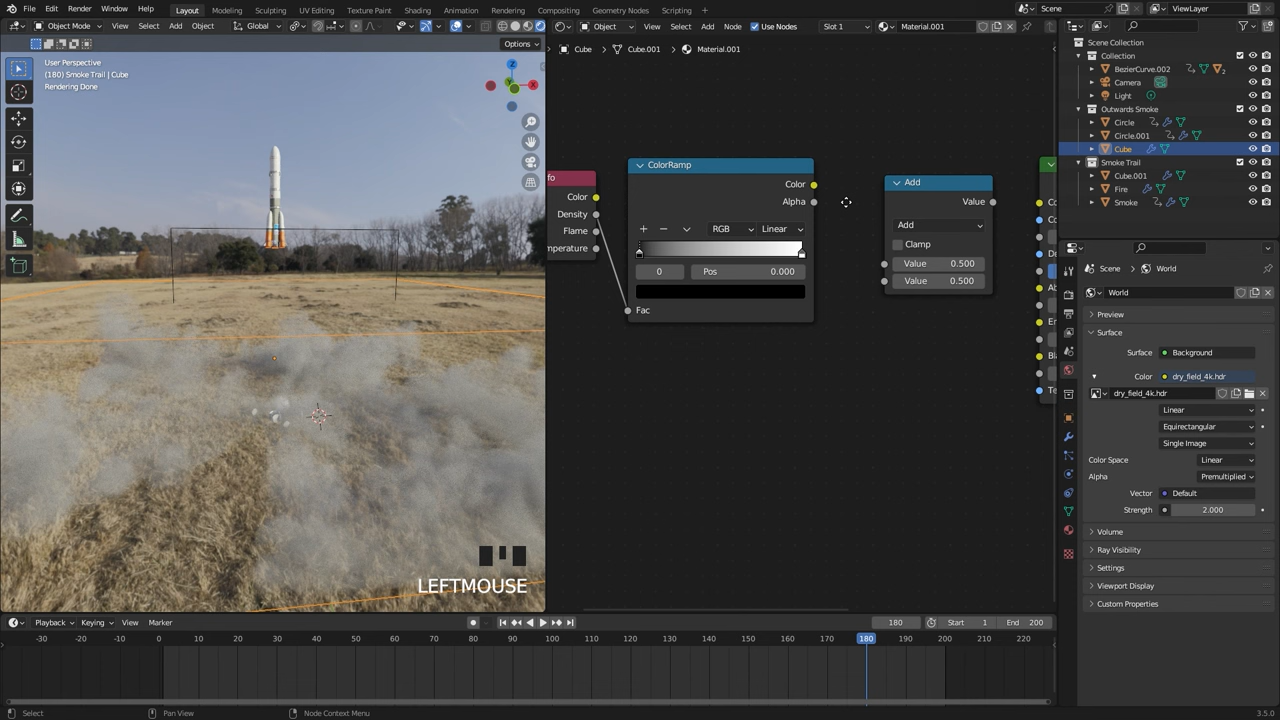 File Edit Render Window Help Layout Modeling Sculpting UV Editing Texture Paint Shading Animation Rendering Compositing Geometry Nodes Scripting Scene ViewLayer
Object Mode View Select Add Object Global Object View Select Add Node Use Nodes Slot 1 Material.001
Options
Cube Cube.001 Material.001
User Perspective
(180) Smoke Trail | Cube
Rendering Done
Z
X
Y
fo
Color
Density
Flame
mperature
ColorRamp
Color
Alpha
RGB Linear
0 Pos 0.000
Fac
Add
Value
Add
Clamp
Value 0.500
Value 0.500
LEFTMOUSE
Scene Collection
Collection
BezierCurve.002 2
Camera
Light
Outwards Smoke
Circle
Circle.001
Cube
Smoke Trail
Cube.001
Fire
Smoke
Scene World
World
Preview
Surface
Surface Background
Color dry_field_4k.hdr
dry_field_4k.hdr
Linear
Equirectangular
Single Image
Color Space Linear
Alpha Premultiplied
Vector Default
Strength 2.000
Volume
Ray Visibility
Settings
Viewport Display
Custom Properties
Playback Keying View Marker 180 Start 1 End 200
-30 -20 -10 0 10 20 30 40 50 60 70 80 90 100 110 120 130 140 150 160 170 180 190 200 210 220
Select Pan View Node Context Menu 3.5.0